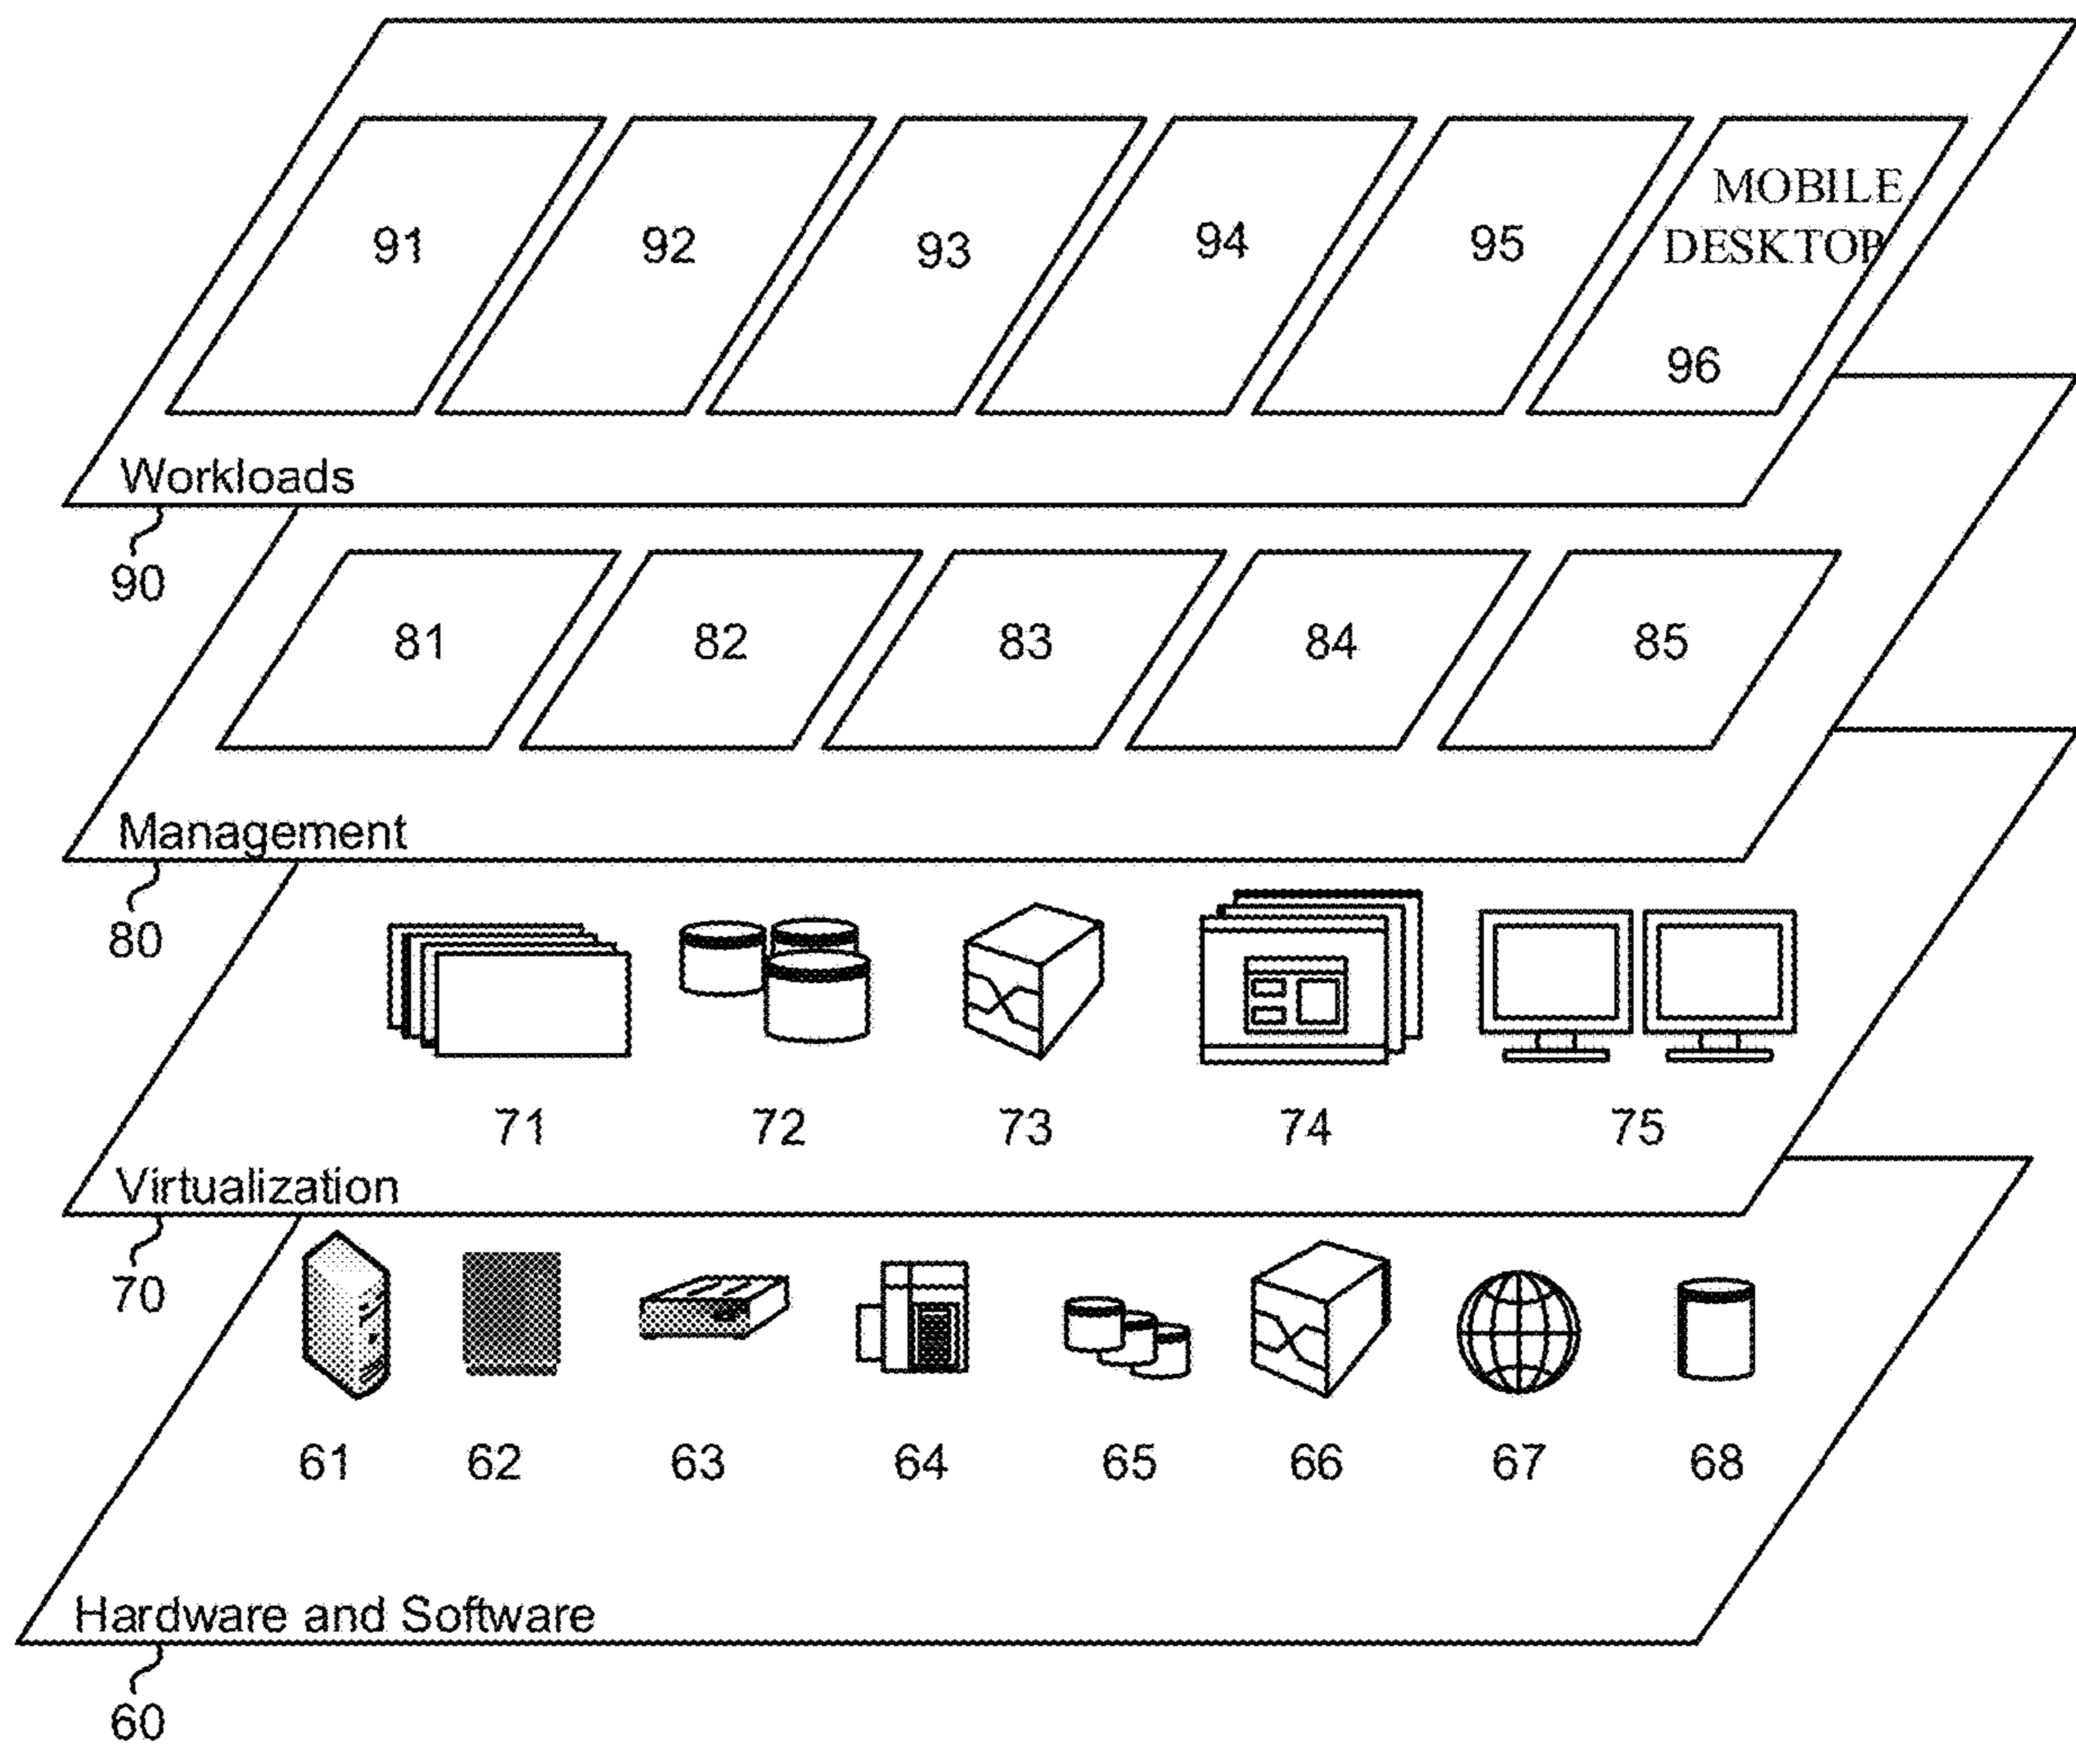 91 92 93 94 95 MOBILE
DESKTOP
96
Workloads
90
81 82 83 84 85
Management
80
71 72 73 74 75
Virtualization
70
61 62 63 64 65 66 67 68
Hardware and Software
60